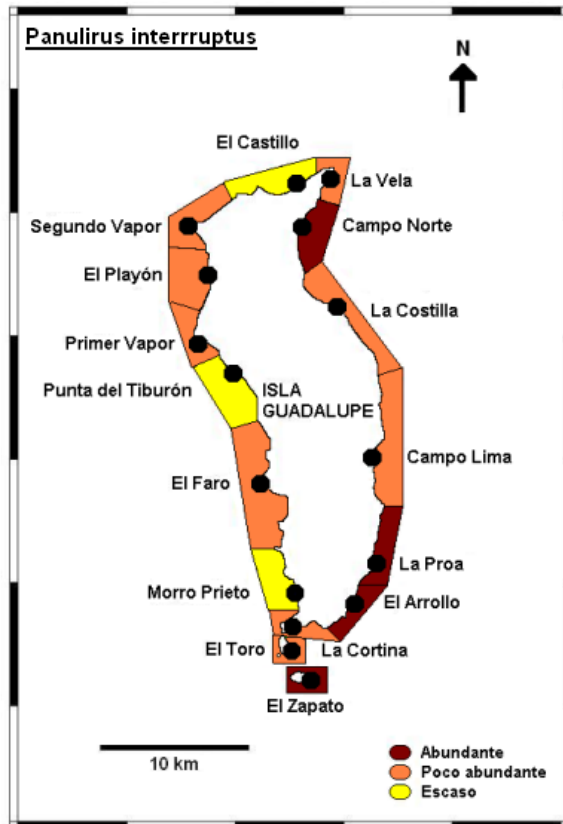 Panulirus interrruptus
N
El Castillo
La Vela
Segundo Vapor
Campo Norte
El Playón
La Costilla
Primer Vapor
Punta del Tiburón
ISLA
GUADALUPE
Campo Lima
El Faro
La Proa
Morro Prieto
El Arrollo
El Toro
La Cortina
El Zapato
10 km
Abundante
Poco abundante
Escaso